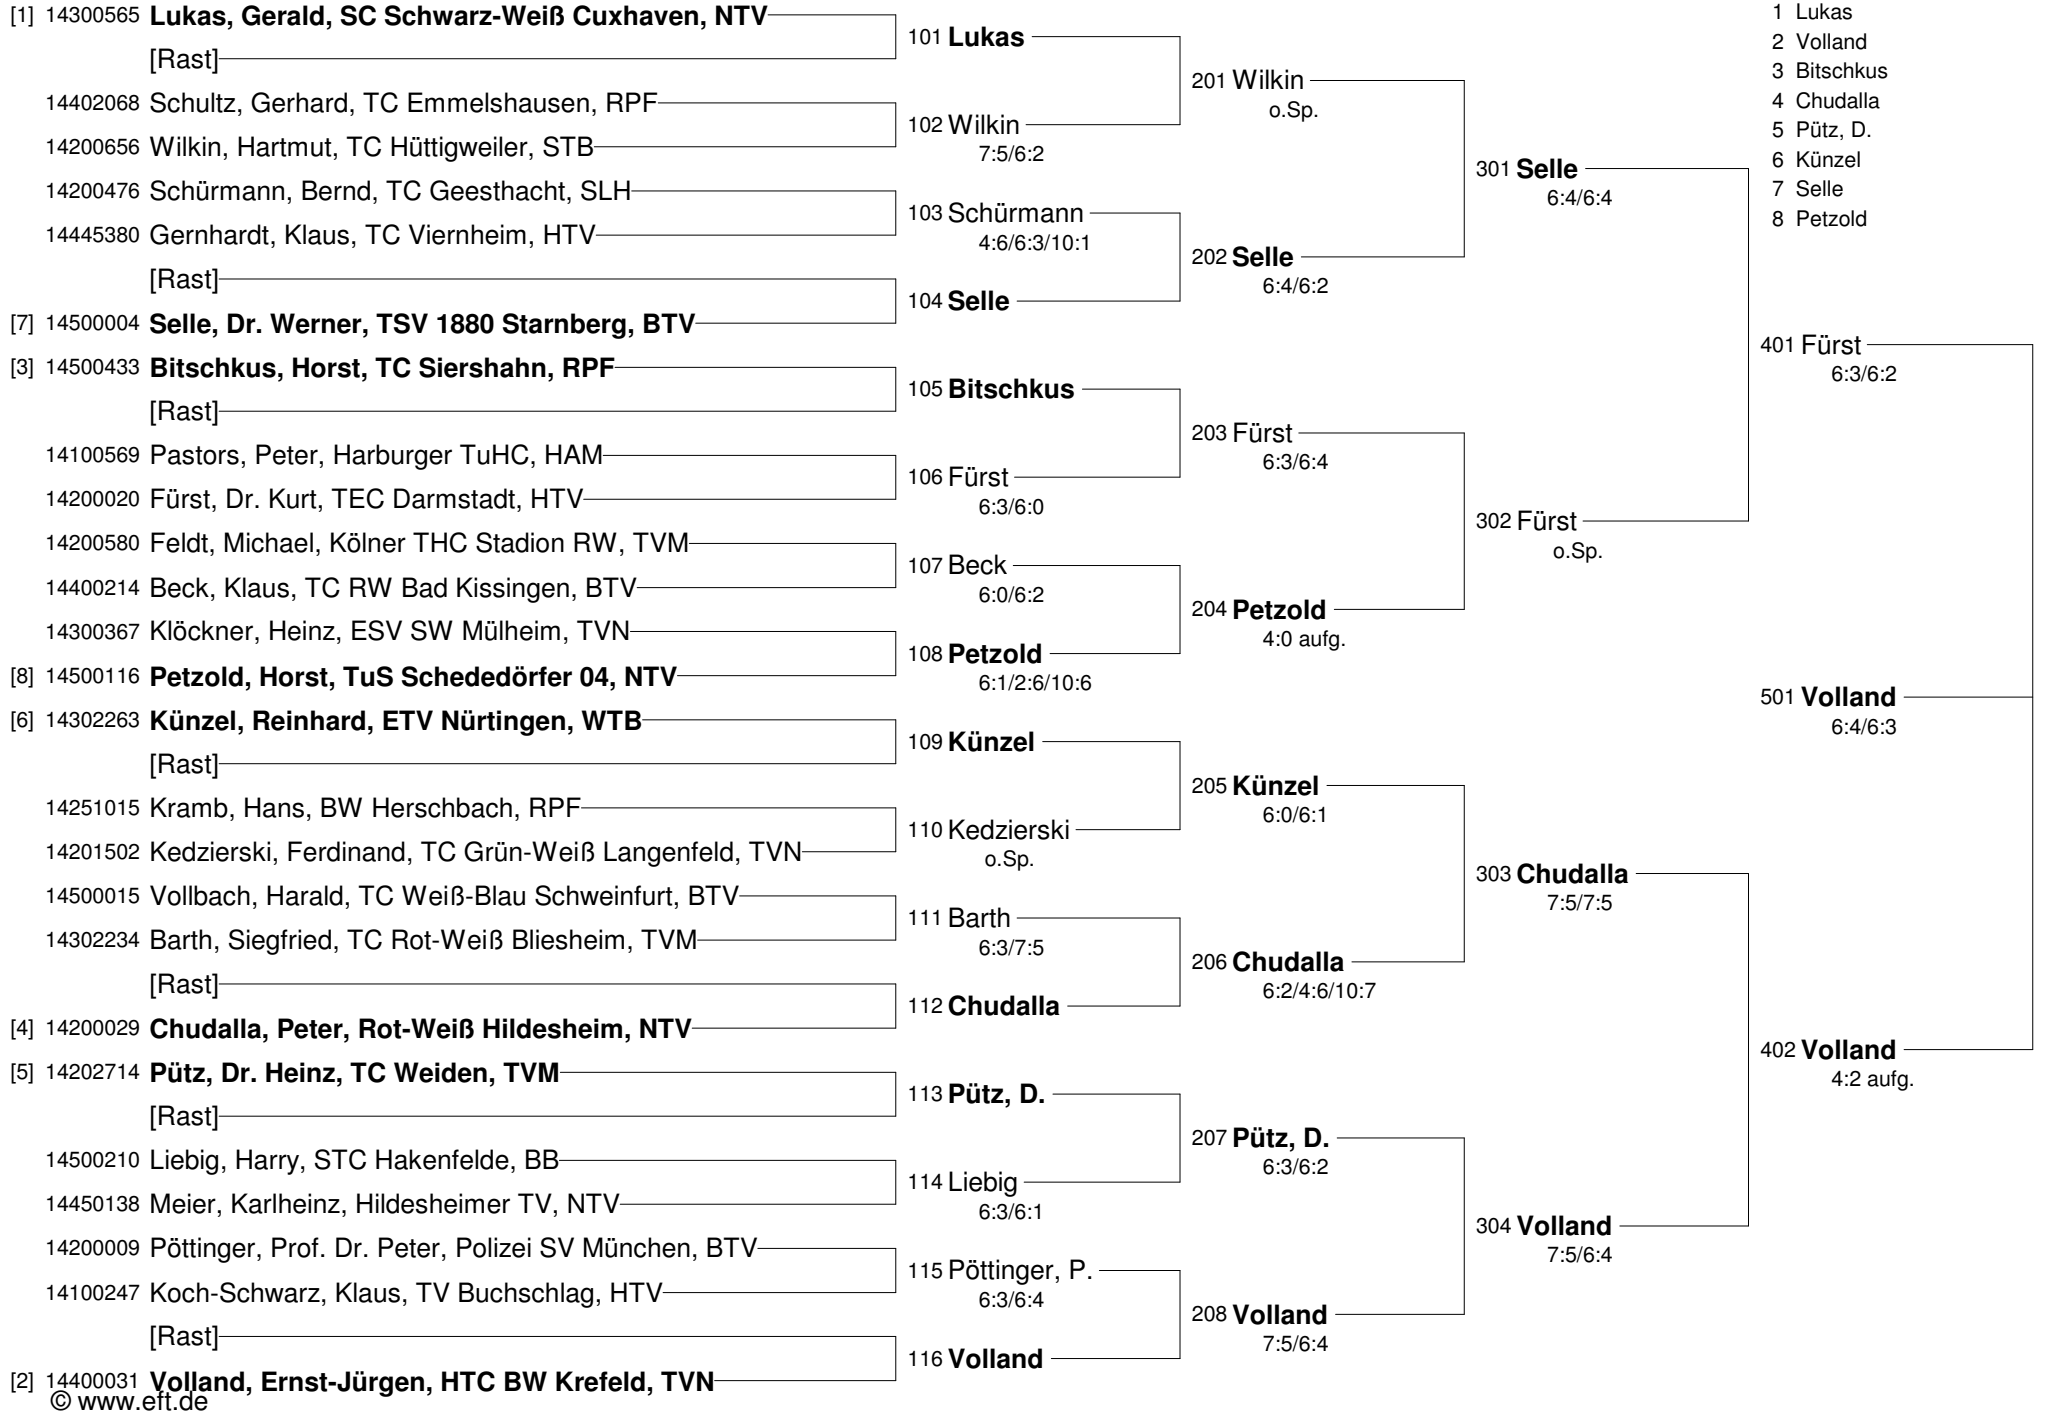 [1] 14300565 Lukas, Gerald, SC Schwarz-Weiß Cuxhaven, NTV
[Rast]
14402068 Schultz, Gerhard, TC Emmelshausen, RPF
14200656 Wilkin, Hartmut, TC Hüttigweiler, STB
14200476 Schürmann, Bernd, TC Geesthacht, SLH
14445380 Gernhardt, Klaus, TC Viernheim, HTV
[Rast]
[7] 14500004 Selle, Dr. Werner, TSV 1880 Starnberg, BTV
[3] 14500433 Bitschkus, Horst, TC Siershahn, RPF
[Rast]
14100569 Pastors, Peter, Harburger TuHC, HAM
14200020 Fürst, Dr. Kurt, TEC Darmstadt, HTV
14200580 Feldt, Michael, Kölner THC Stadion RW, TVM
14400214 Beck, Klaus, TC RW Bad Kissingen, BTV
14300367 Klöckner, Heinz, ESV SW Mülheim, TVN
[8] 14500116 Petzold, Horst, TuS Schededörfer 04, NTV
[6] 14302263 Künzel, Reinhard, ETV Nürtingen, WTB
[Rast]
14251015 Kramb, Hans, BW Herschbach, RPF
14201502 Kedzierski, Ferdinand, TC Grün-Weiß Langenfeld, TVN
14500015 Vollbach, Harald, TC Weiß-Blau Schweinfurt, BTV
14302234 Barth, Siegfried, TC Rot-Weiß Bliesheim, TVM
[Rast]
[4] 14200029 Chudalla, Peter, Rot-Weiß Hildesheim, NTV
[5] 14202714 Pütz, Dr. Heinz, TC Weiden, TVM
[Rast]
14500210 Liebig, Harry, STC Hakenfelde, BB
14450138 Meier, Karlheinz, Hildesheimer TV, NTV
14200009 Pöttinger, Prof. Dr. Peter, Polizei SV München, BTV
14100247 Koch-Schwarz, Klaus, TV Buchschlag, HTV
[Rast]
[2] 14400031 Volland, Ernst-Jürgen, HTC BW Krefeld, TVN
© www.eft.de
101 Lukas
102 Wilkin
7:5/6:2
103 Schürmann
4:6/6:3/10:1
104 Selle
105 Bitschkus
106 Fürst
6:3/6:0
107 Beck
6:0/6:2
108 Petzold
6:1/2:6/10:6
109 Künzel
110 Kedzierski
o.Sp.
111 Barth
6:3/7:5
112 Chudalla
113 Pütz, D.
114 Liebig
6:3/6:1
115 Pöttinger, P.
6:3/6:4
116 Volland
201 Wilkin
o.Sp.
202 Selle
6:4/6:2
203 Fürst
6:3/6:4
204 Petzold
4:0 aufg.
205 Künzel
6:0/6:1
206 Chudalla
6:2/4:6/10:7
207 Pütz, D.
6:3/6:2
208 Volland
7:5/6:4
301 Selle
6:4/6:4
302 Fürst
o.Sp.
303 Chudalla
7:5/7:5
304 Volland
7:5/6:4
1 Lukas
2 Volland
3 Bitschkus
4 Chudalla
5 Pütz, D.
6 Künzel
7 Selle
8 Petzold
401 Fürst
6:3/6:2
501 Volland
6:4/6:3
402 Volland
4:2 aufg.